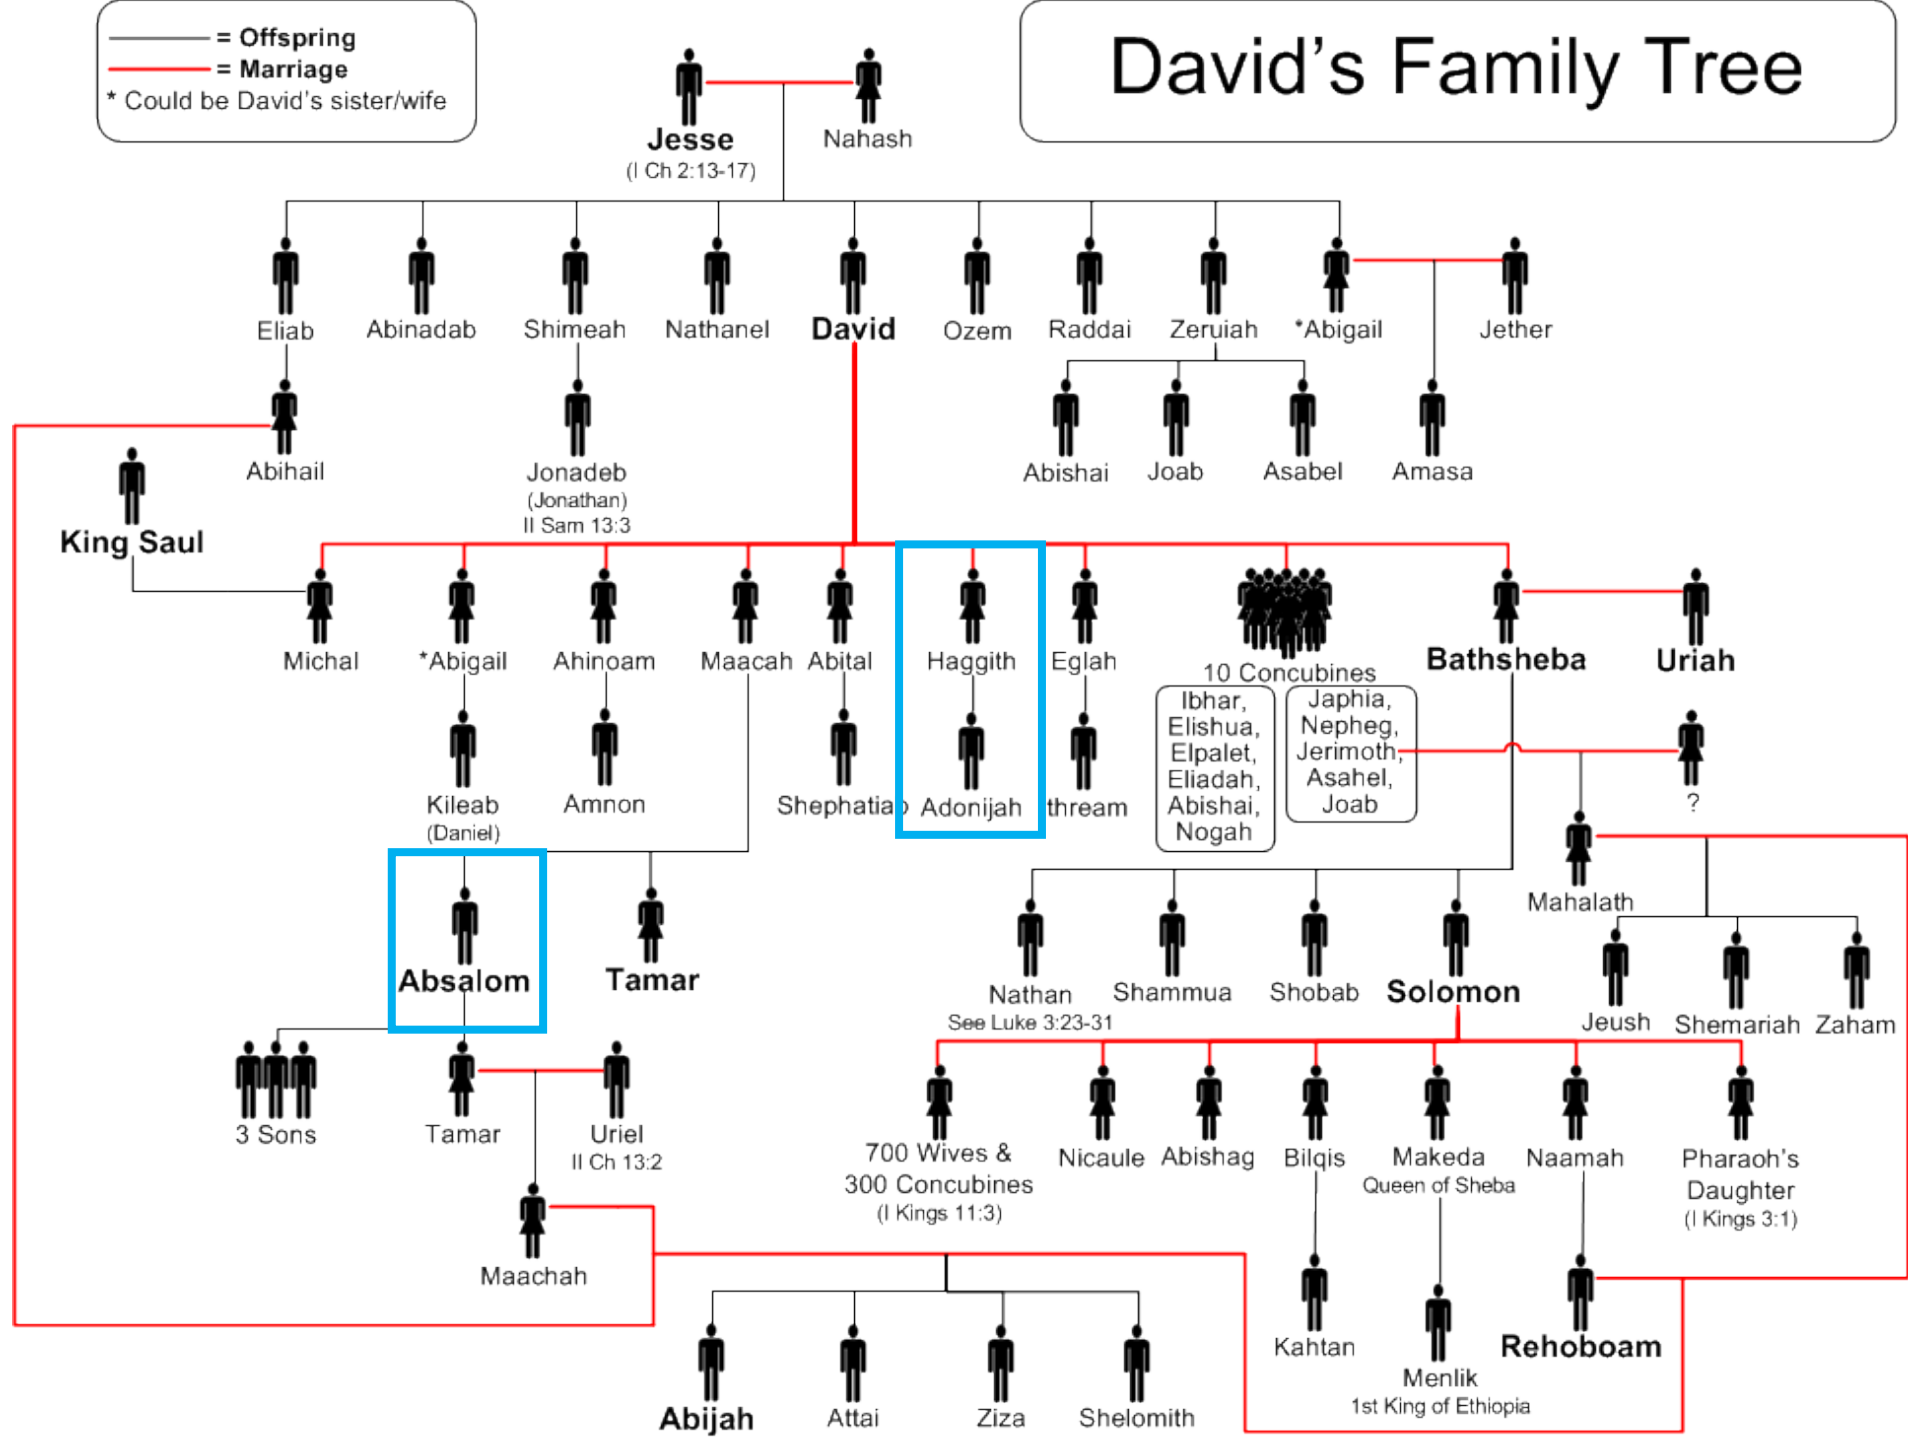 = Offspring
= Marriage
* Could be David's sister/wife
David's Family Tree
Jesse
(I Ch 2:13-17)
Nahash
Eliab
Abinadab
Shimeah
Nathanel
David
Ozem
Raddai
Zeruiah
*Abigail
Jether
Abihail
Jonadeb
(Jonathan)
II Sam 13:3
Abishai
Joab
Asabel
Amasa
King Saul
Michal
*Abigail
Ahinoam
Maacah
Abital
Haggith
Eglah
10 Concubines
Bathsheba
Uriah
Ibhar,
Elishua,
Elpalet,
Eliadah,
Abishai,
Nogah
Japhia,
Nepheg,
Jerimoth,
Asahel,
Joab
?
Kileab
(Daniel)
Amnon
Shephatiab
Adonijah
thream
Mahalath
Absalom
Tamar
Nathan
See Luke 3:23-31
Shammua
Shobab
Solomon
Jeush
Shemariah
Zaham
3 Sons
Tamar
Uriel
II Ch 13:2
700 Wives &
300 Concubines
(I Kings 11:3)
Nicaule
Abishag
Bilqis
Makeda
Queen of Sheba
Naamah
Pharaoh's
Daughter
(I Kings 3:1)
Maachah
Kahtan
Menlik
1st King of Ethiopia
Rehoboam
Abijah
Attai
Ziza
Shelomith